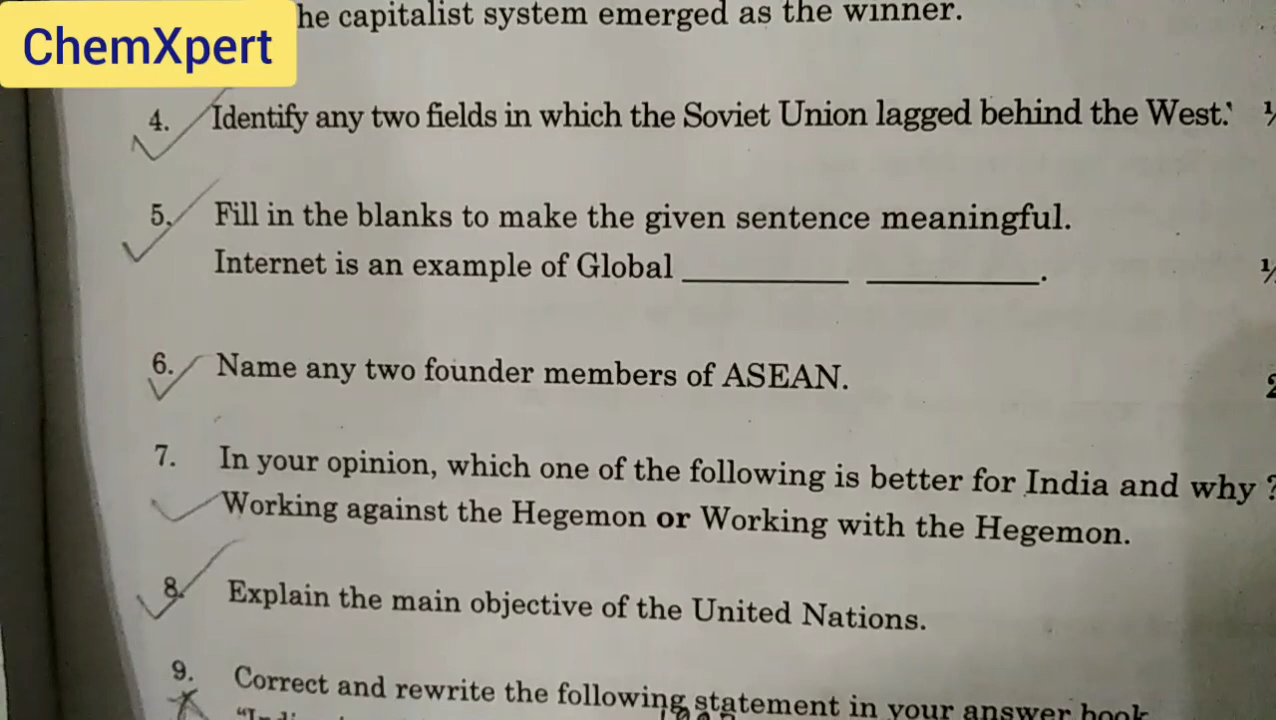 ChemXpert
he capitalist system emerged as the winner.
4. Identify any two fields in which the Soviet Union lagged behind the West.
5. Fill in the blanks to make the given sentence meaningful.
Internet is an example of Global __________ __________.
6. Name any two founder members of ASEAN.
7. In your opinion, which one of the following is better for India and why ?
Working against the Hegemon or Working with the Hegemon.
8. Explain the main objective of the United Nations.
9. Correct and rewrite the following statement in your answer book